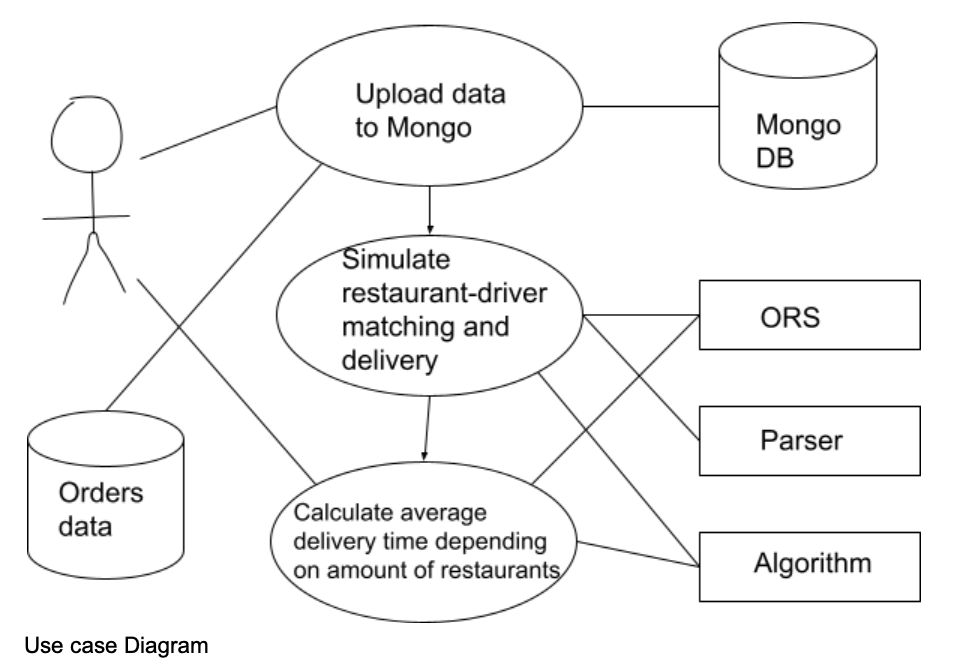 Upload data
to Mongo
Mongo
DB
Simulate
restaurant-driver
matching and
delivery
ORS
Parser
Orders
data
Calculate average
delivery time depending
on amount of restaurants
Algorithm
Use case Diagram